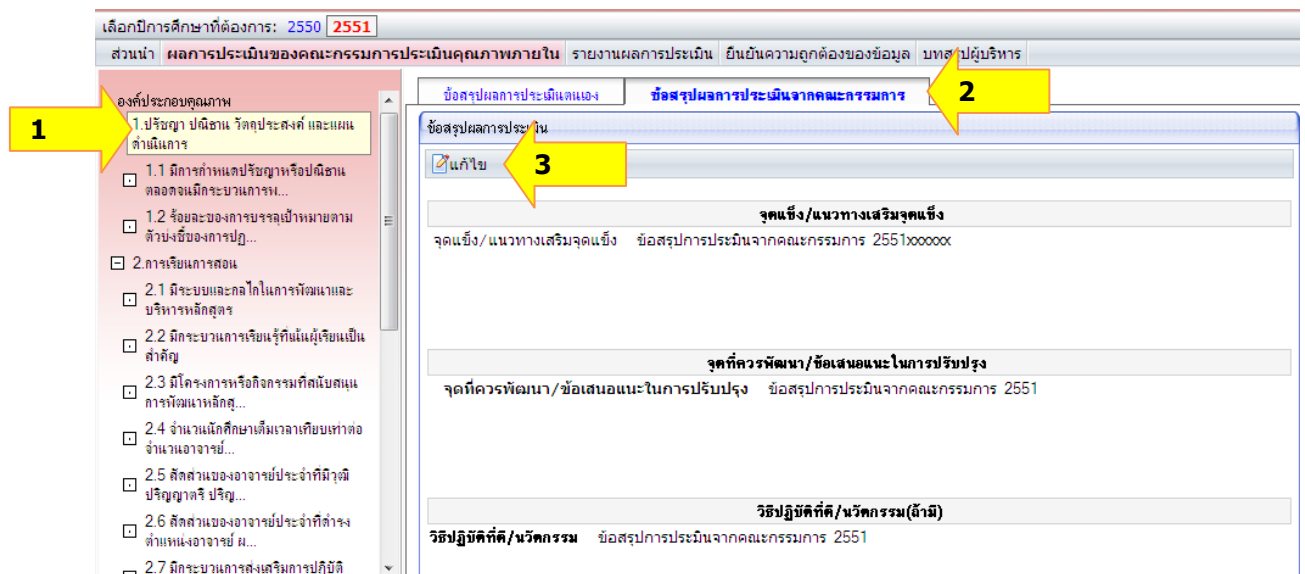 เลือกปีการศึกษาที่ต้องการ: 2550 2551
ส่วนนำ ผลการประเมินของคณะกรรมการประเมินคุณภาพภายใน รายงานผลการประเมิน ยืนยันความถูกต้องของข้อมูล บทสรุปผู้บริหาร
องค์ประกอบคุณภาพ
1.ปรัชญา ปณิธาน วัตถุประสงค์ และแผน
ดำเนินการ
1.1 มีการกำหนดปรัชญาหรือปณิธาน
ตลอดจนมีกระบวนการพ...
1.2 ร้อยละของการบรรลุเป้าหมายตาม
ตัวบ่งชี้ของการปฏ...
2.การเรียนการสอน
2.1 มีระบบและกลไกในการพัฒนาและ
บริหารหลักสูตร
2.2 มีกระบวนการเรียนรู้ที่เน้นผู้เรียนเป็น
สำคัญ
2.3 มีโครงการหรือกิจกรรมที่สนับสนุน
การพัฒนาหลักสู...
2.4 จำนวนนักศึกษาเต็มเวลาเทียบเท่าต่อ
จำนวนอาจารย์...
2.5 สัดส่วนของอาจารย์ประจำที่มีวุฒิ
ปริญญาตรี ปริญ...
2.6 สัดส่วนของอาจารย์ประจำที่ดำรง
ตำแหน่งอาจารย์ ผ...
2.7 มีกระบวนการส่งเสริมการปฏิบัติ
1
ข้อสรุปผลการประเมินตนเอง ข้อสรุปผลการประเมินจากคณะกรรมการ
2
ข้อสรุปผลการประเมิน
แก้ไข
3
จุดแข็ง/แนวทางเสริมจุดแข็ง
จุดแข็ง/แนวทางเสริมจุดแข็ง ข้อสรุปการประมินจากคณะกรรมการ 2551xxxxxx
จุดที่ควรพัฒนา/ข้อเสนอแนะในการปรับปรุง
จุดที่ควรพัฒนา/ข้อเสนอแนะในการปรับปรุง ข้อสรุปการประมินจากคณะกรรมการ 2551
วิธีปฏิบัติที่ดี/นวัตกรรม(ถ้ามี)
วิธีปฏิบัติที่ดี/นวัตกรรม ข้อสรุปการประมินจากคณะกรรมการ 2551